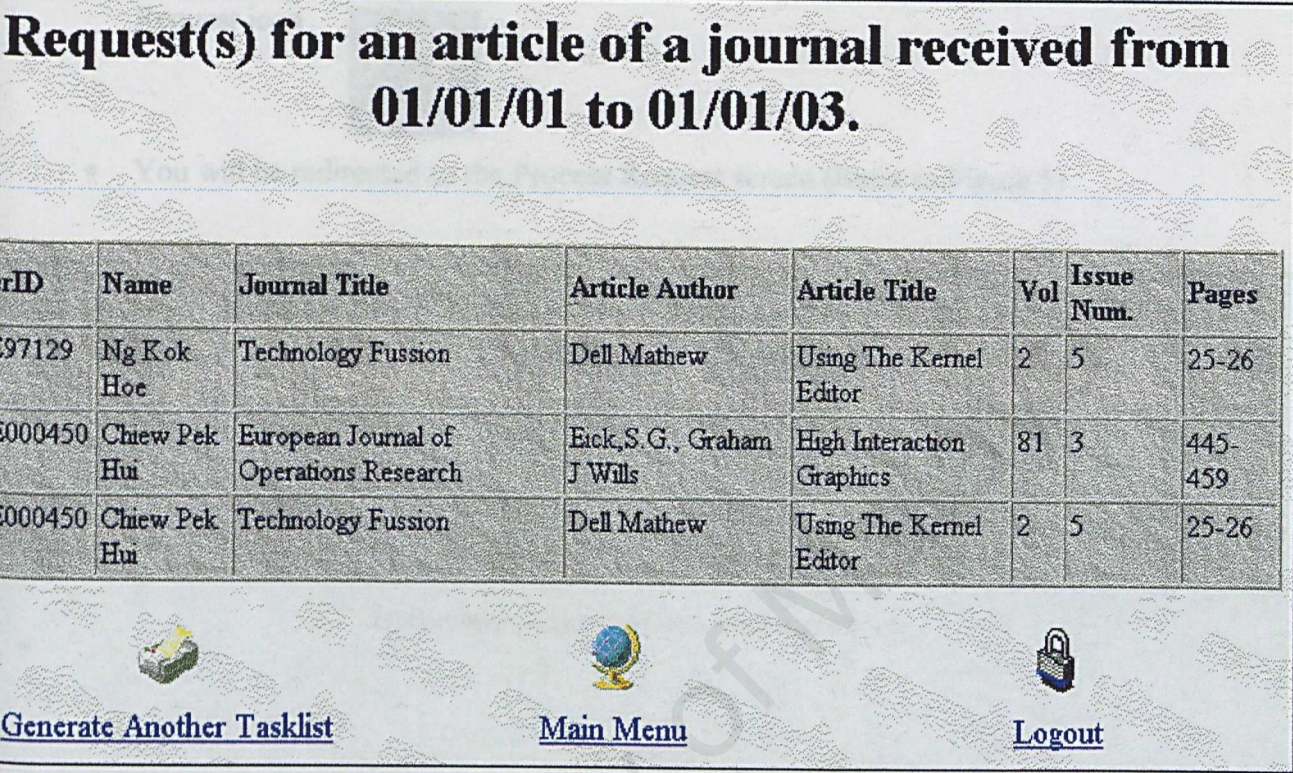 Request(s) for an article of a journal received from
01/01/01 to 01/01/03.
rID Name Journal Title Article Author Article Title Vol Issue Num. Pages
97129 Ng Kok Hoe Technology Fussion Dell Mathew Using The Kernel Editor 2 5 25-26
000450 Chiew Pek Hui European Journal of Operations Research Eick,S.G., Graham J Wills High Interaction Graphics 81 3 445-459
000450 Chiew Pek Hui Technology Fussion Dell Mathew Using The Kernel Editor 2 5 25-26
Generate Another Tasklist Main Menu Logout